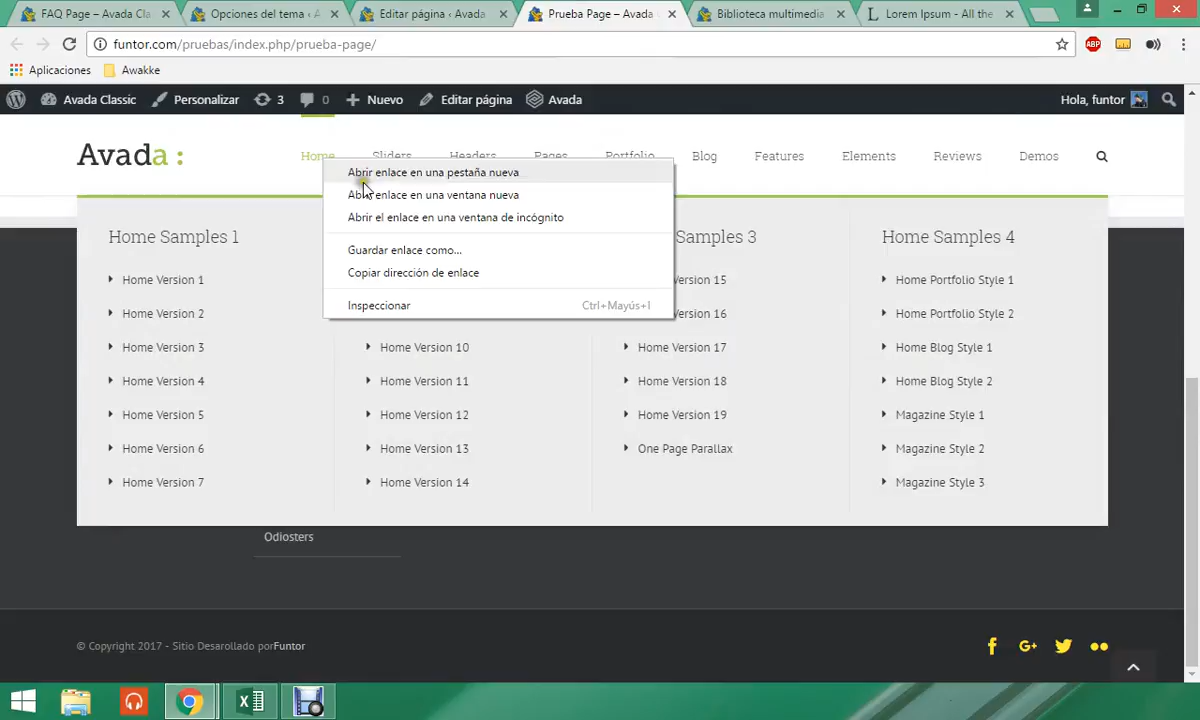 FAQ Page – Avada Cla
Opciones del tema ‹ A
Editar página ‹ Avada
Prueba Page – Avada
Biblioteca multimedia
Lorem Ipsum - All the
funtor.com/pruebas/index.php/prueba-page/
ABP
Aplicaciones
Awakke
Avada Classic
Personalizar
3
0
Nuevo
Editar página
Avada
Hola, funtor
Avada :
Home
Sliders
Headers
Pages
Portfolio
Blog
Features
Elements
Reviews
Demos
Abrir enlace en una pestaña nueva
Abrir enlace en una ventana nueva
Abrir el enlace en una ventana de incógnito
Guardar enlace como...
Copiar dirección de enlace
Inspeccionar Ctrl+Mayús+I
Home Samples 1
Home Version 1
Home Version 2
Home Version 3
Home Version 4
Home Version 5
Home Version 6
Home Version 7
Home Version 10
Home Version 11
Home Version 12
Home Version 13
Home Version 14
Samples 3
Version 15
Version 16
Home Version 17
Home Version 18
Home Version 19
One Page Parallax
Home Samples 4
Home Portfolio Style 1
Home Portfolio Style 2
Home Blog Style 1
Home Blog Style 2
Magazine Style 1
Magazine Style 2
Magazine Style 3
Odiosters
© Copyright 2017 - Sitio Desarollado porFuntor